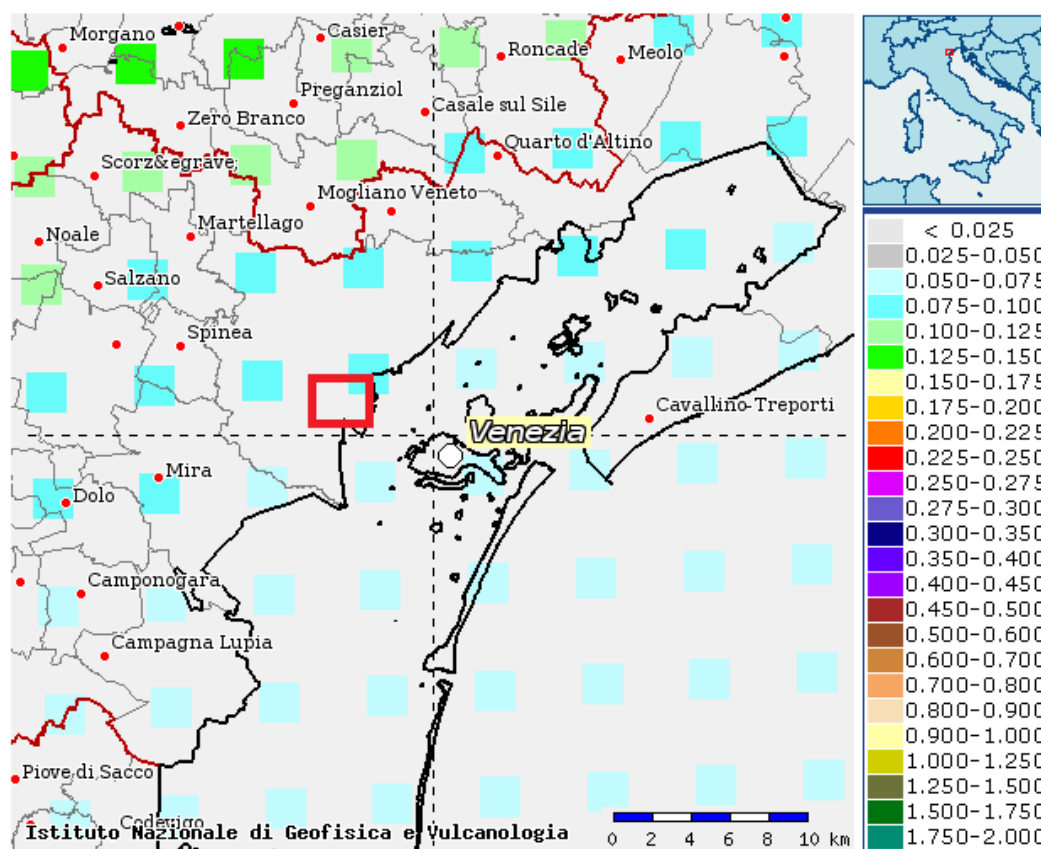 Morgano
Casier
Roncade
Meolo
Preganziol
Casale sul Sile
Zero Branco
Quarto d'Altino
Scorz&egrave;
Mogliano Veneto
Martellago
Noale
Salzano
Spinea
Cavallino-Treporti
Venezia
Mira
Dolo
Camponogara
Campagna Lupia
Piove di Sacco
Codevigo
Istituto Nazionale di Geofisica e Vulcanologia
0 2 4 6 8 10 km
< 0.025
0.025-0.050
0.050-0.075
0.075-0.100
0.100-0.125
0.125-0.150
0.150-0.175
0.175-0.200
0.200-0.225
0.225-0.250
0.250-0.275
0.275-0.300
0.300-0.350
0.350-0.400
0.400-0.450
0.450-0.500
0.500-0.600
0.600-0.700
0.700-0.800
0.800-0.900
0.900-1.000
1.000-1.250
1.250-1.500
1.500-1.750
1.750-2.000